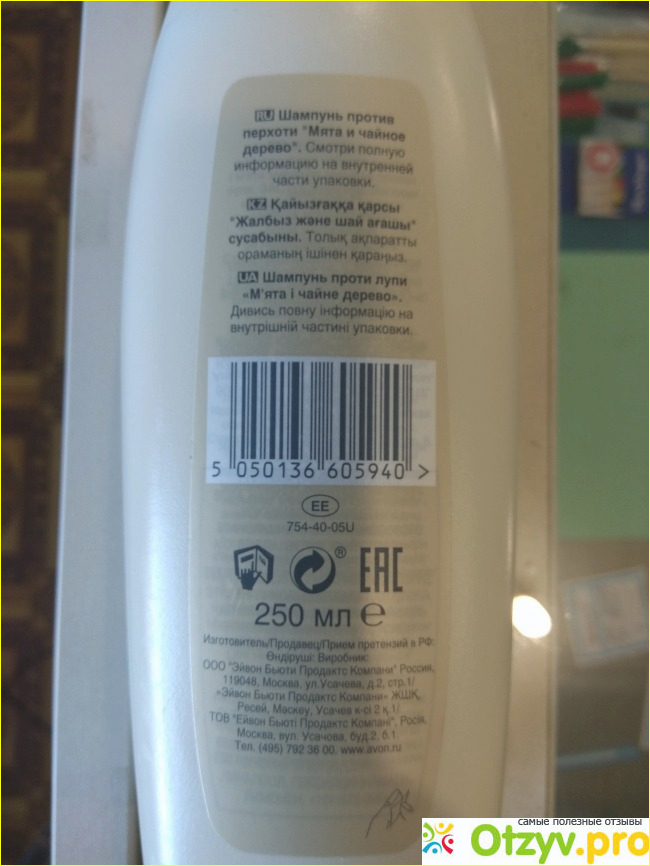 RU Шампунь против
перхоти "Мята и чайное
дерево". Смотри полную
информацию на внутренней
части упаковки.
KZ Қайызғаққа қарсы
"Жалбыз және шай ағашы"
сусабыны. Толық ақпаратты
ораманың ішінен қараңыз.
UA Шампунь проти лупи
«М'ята і чайне дерево».
Дивись повну інформацію на
внутрішній частині упаковки.
5 050136 605940 >
EE
754-40-05U
® EAC
250 мл e
Изготовитель/Продавец/Прием претензий в РФ:
Өндіруші: Виробник:
ООО "Эйвон Бьюти Продактс Компани" Россия,
119048, Москва, ул.Усачева, д.2, стр.1/
«Эйвон Бьюти Продактс Компани» ЖШҚ,
Ресей, Мәскеу, Усачев к-сі 2 қ.1/
ТОВ "Ейвон Бьюті Продактс Компані", Росія,
Москва, вул. Усачова, буд.2, б.1
Тел. (495) 792 36 00. www.avon.ru
самые полезные отзывы
Otzyv.pro